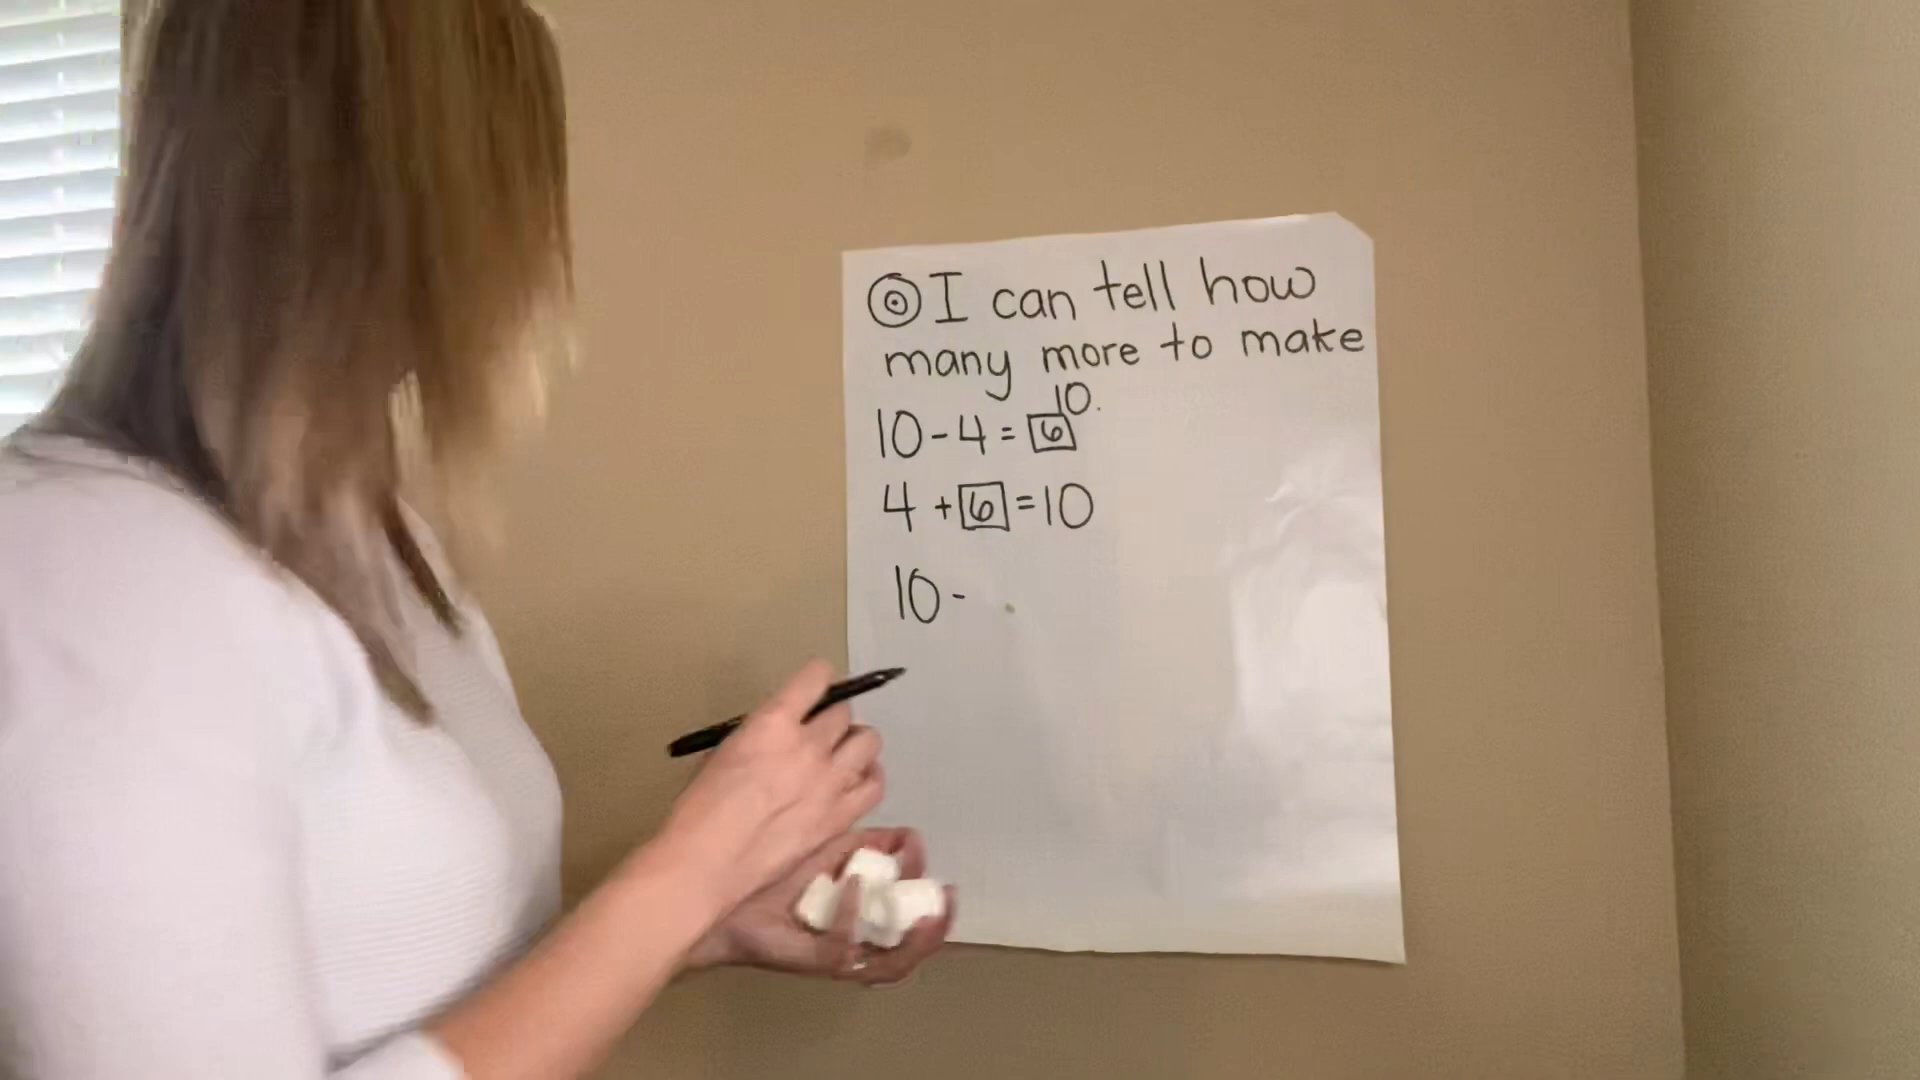 I can tell how
many more to make
10.
10-4=6
4+6=10
10-